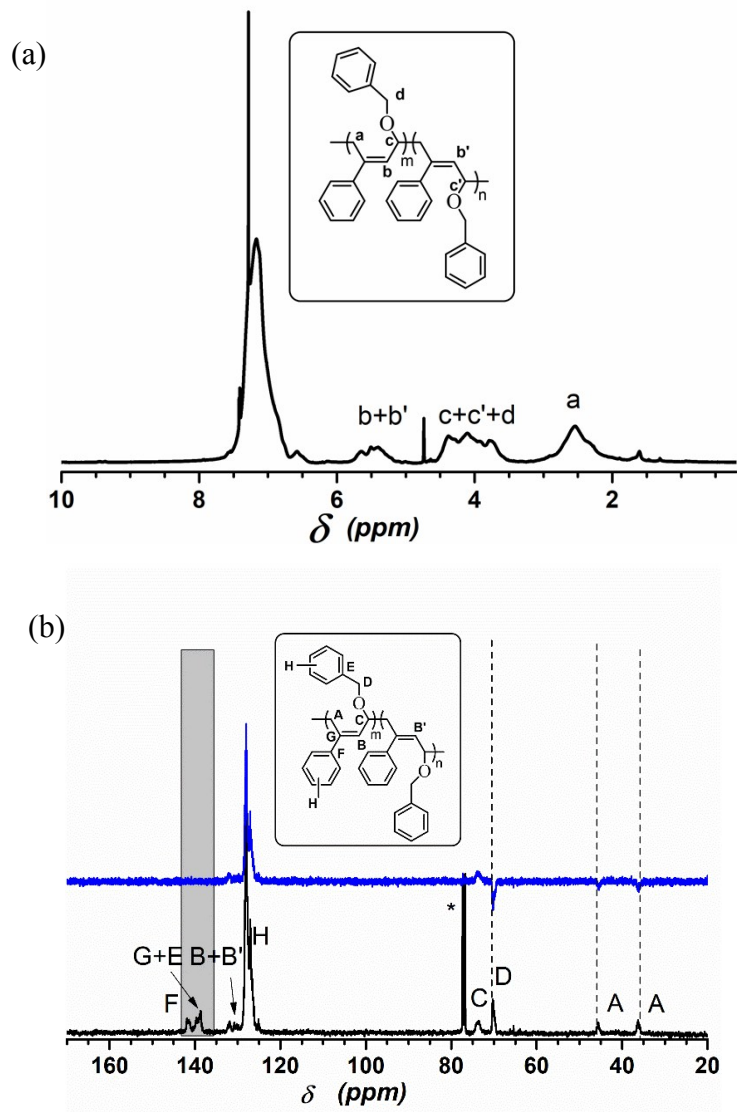 (a)
d
O
a
c
b
m
b'
c'
n
O
b+b'
c+c'+d
a
10
8
6
4
2
δ (ppm)
(b)
H
E
D
O
A
C
B'
G
B
m
F
n
O
H
*
G+E B+B'
H
F
C
D
A
A
160
140
120
100
80
60
40
20
δ (ppm)